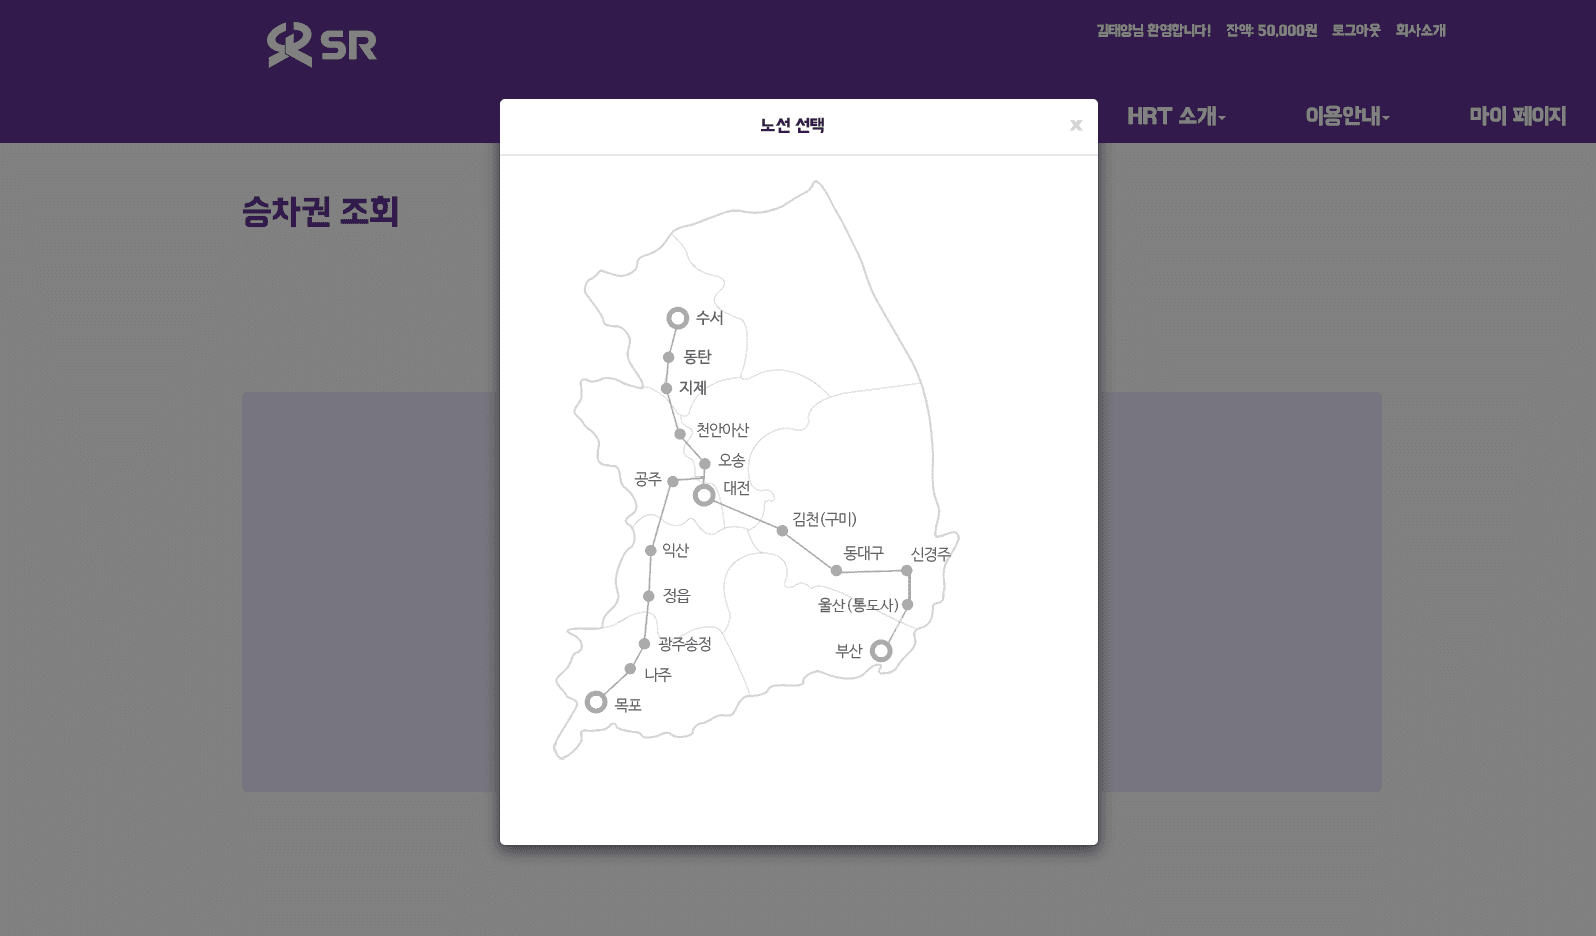 SR
김태양님 환영합니다! 잔액: 50,000원 로그아웃 회사소개
HRT 소개 이용안내 마이 페이지
노선 선택 x
승차권 조회
수서
동탄
지제
천안아산
오송
공주
대전
김천(구미)
동대구
신경주
익산
정읍
울산(통도사)
광주송정
부산
나주
목포